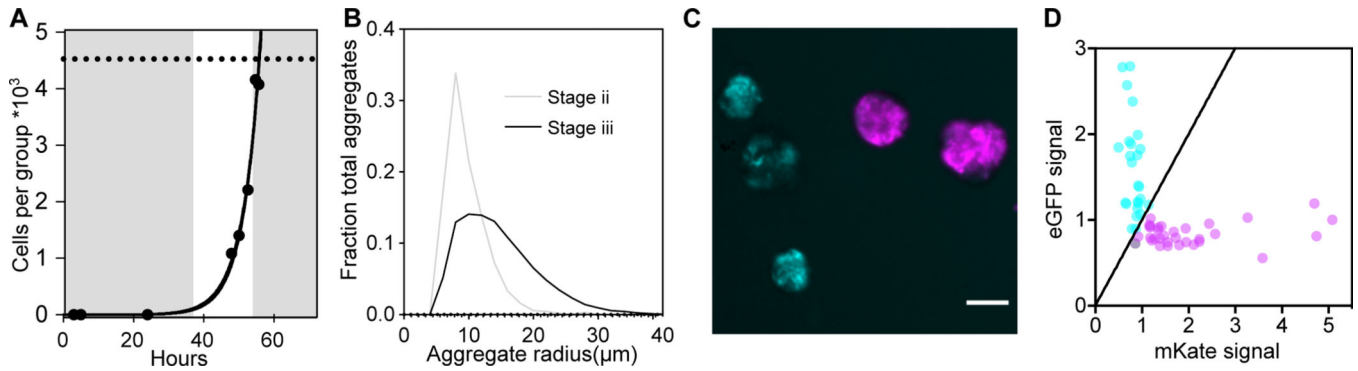 A
Cells per group *10³
5
4
3
2
1
0
0 20 40 60
Hours
B
Fraction total aggregates
0.4
0.3
0.2
0.1
0.0
Stage ii
Stage iii
0 10 20 30 40
Aggregate radius(µm)
C
D
eGFP signal
3
2
1
0
0 1 2 3 4 5
mKate signal